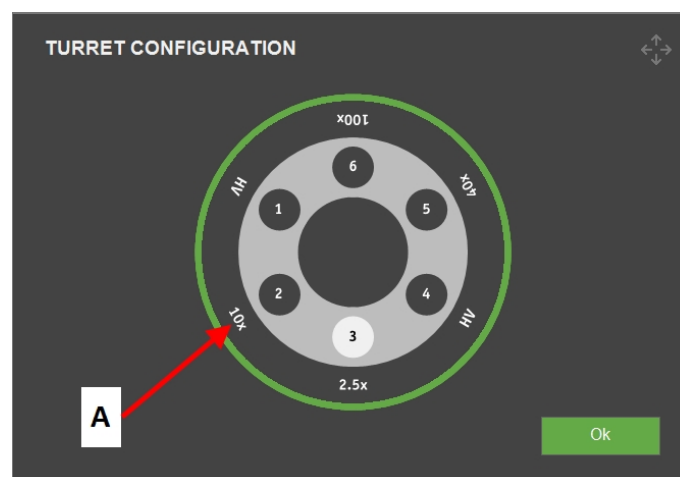 TURRET CONFIGURATION
100x
HV
40x
6
1
5
2
4
10x
HV
3
2.5x
A
Ok